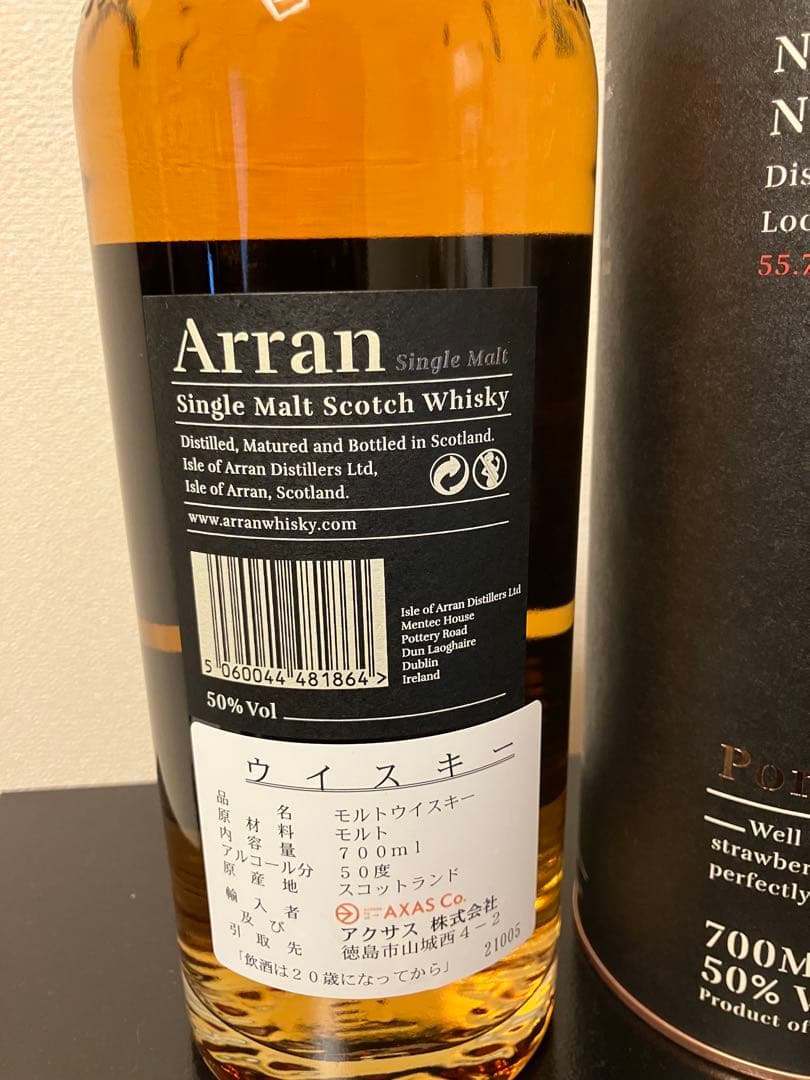 Arran Single Malt
Single Malt Scotch Whisky
Distilled, Matured and Bottled in Scotland.
Isle of Arran Distillers Ltd,
Isle of Arran, Scotland.
www.arranwhisky.com
Isle of Arran Distillers Ltd
Mentec House
Pottery Road
Dun Laoghaire
Dublin
Ireland
5 060044 481864 >
50% Vol
ウイスキー
品名 モルトウイスキー
原材料 モルト
内容量 700ml
アルコール分 50度
原産地 スコットランド
輸入者及び引取先 AXAS Co.
アクサス 株式会社
徳島市山城西4-2
21005
「飲酒は20歳になってから」
N
N
Dis
Loc
55.7
Por
Well
strawber
perfectly
700M
50% V
Product of